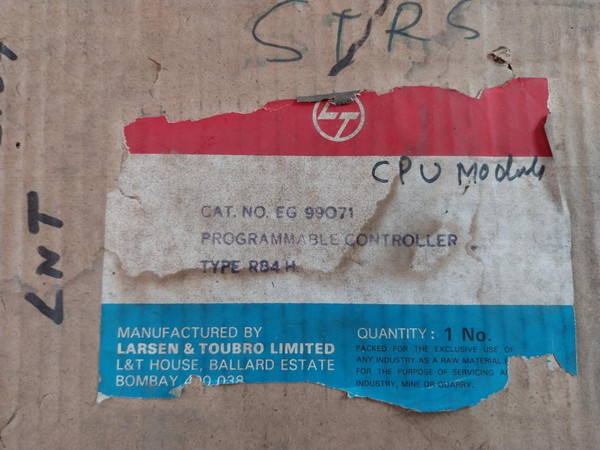 STRS
LT
CPU Module
CAT. NO. EG 99071
PROGRAMMABLE CONTROLLER
TYPE R84 H.
MANUFACTURED BY
LARSEN & TOUBRO LIMITED
L&T HOUSE, BALLARD ESTATE
BOMBAY 400 038
QUANTITY: 1 No.
PACKED FOR THE EXCLUSIVE USE OF
ANY INDUSTRY AS A RAW MATERIAL
FOR THE PURPOSE OF SERVICING
INDUSTRY, MINE OR QUARRY.
LNT